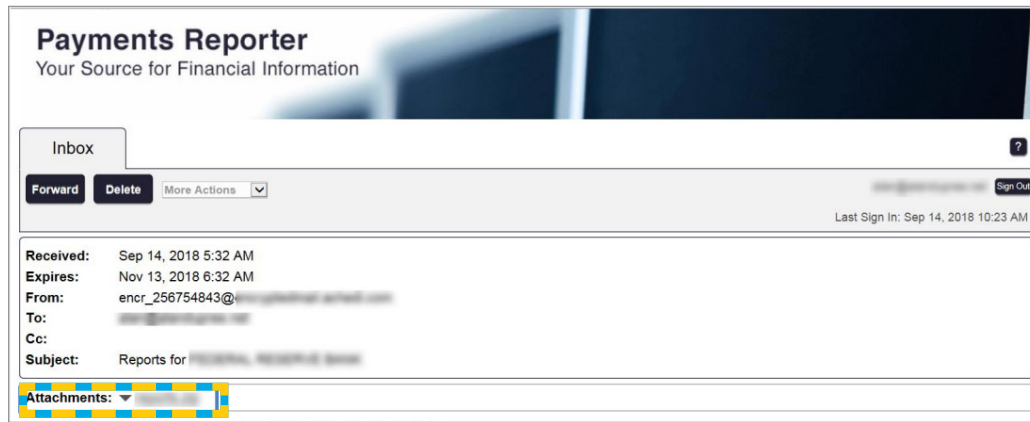 Payments Reporter
Your Source for Financial Information
Inbox
?
Forward Delete More Actions
Sign Out
Last Sign In: Sep 14, 2018 10:23 AM
Received: Sep 14, 2018 5:32 AM
Expires: Nov 13, 2018 6:32 AM
From: encr_256754843@
To:
Cc:
Subject: Reports for
Attachments: